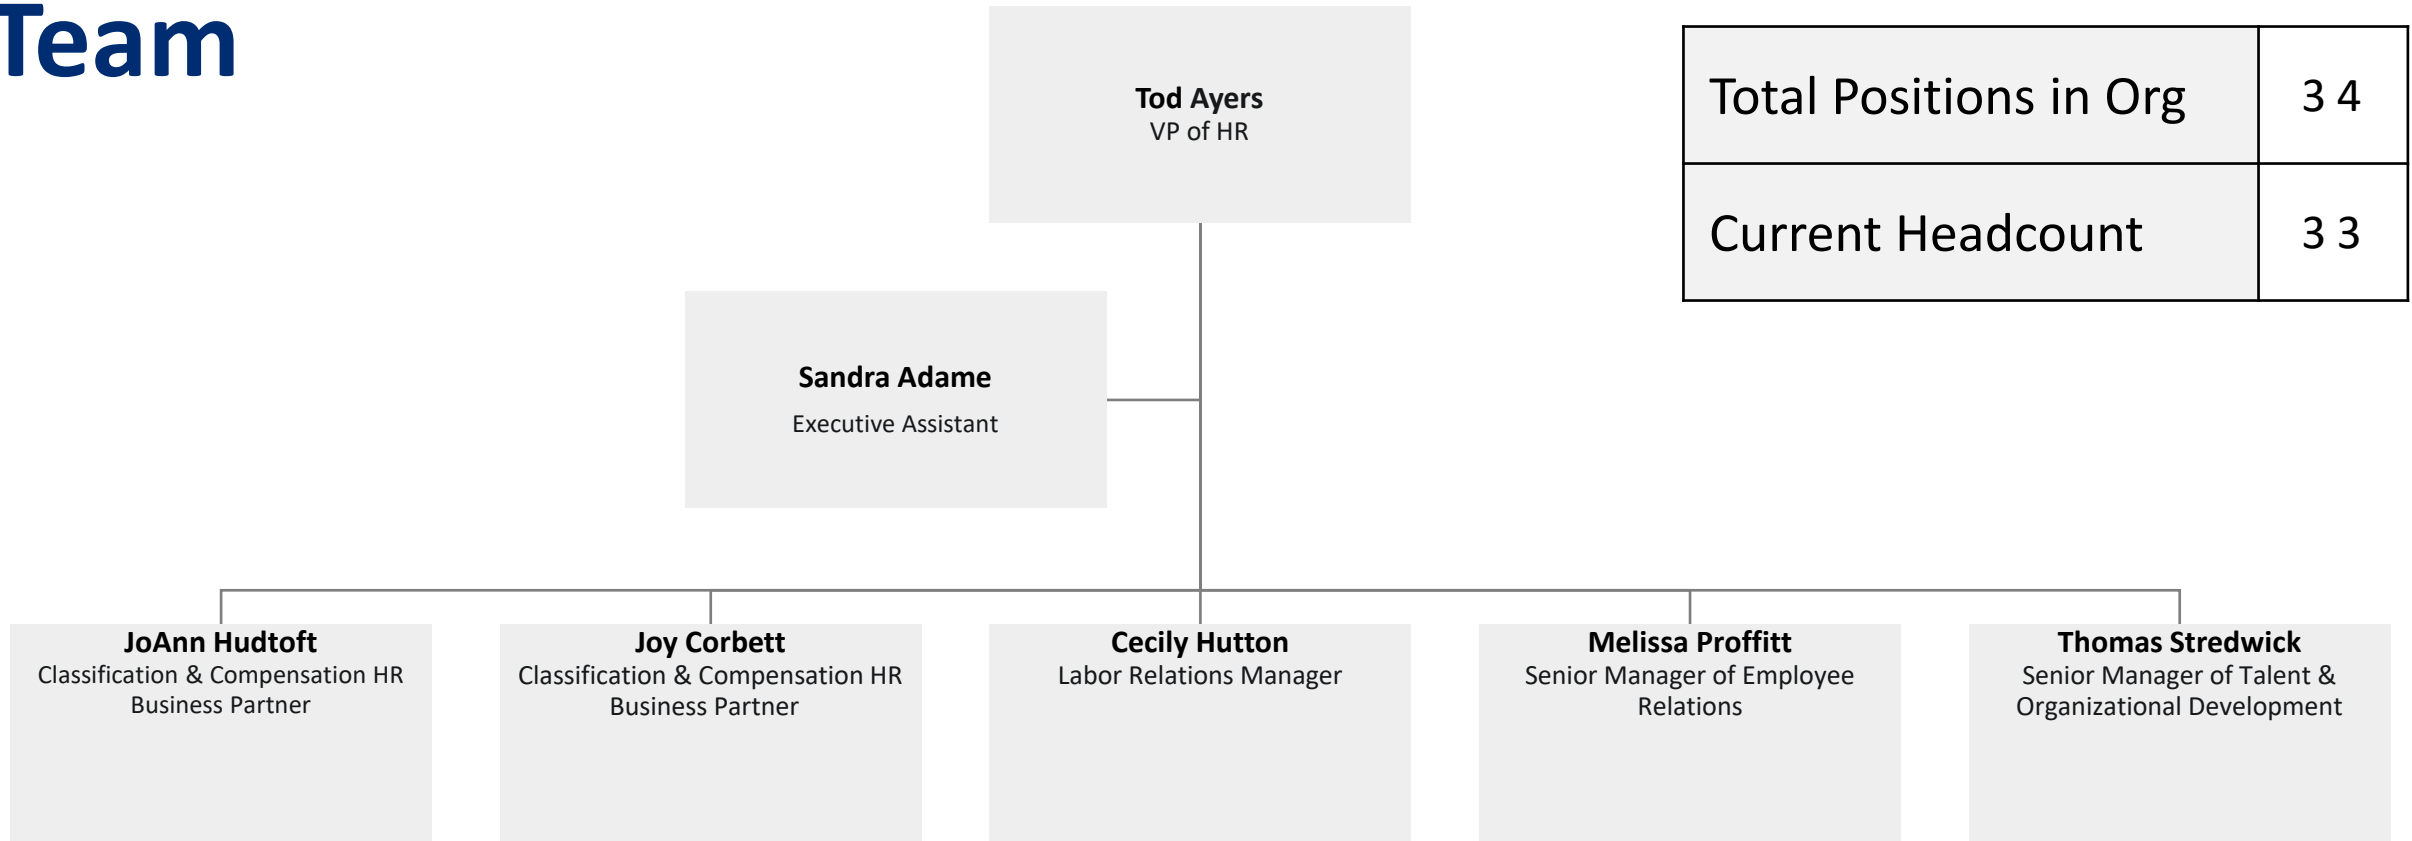 Team
Tod Ayers
VP of HR
Total Positions in Org 3 4
Current Headcount 3 3
Sandra Adame
Executive Assistant
JoAnn Hudtoft
Classification & Compensation HR
Business Partner
Joy Corbett
Classification & Compensation HR
Business Partner
Cecily Hutton
Labor Relations Manager
Melissa Proffitt
Senior Manager of Employee
Relations
Thomas Stredwick
Senior Manager of Talent &
Organizational Development